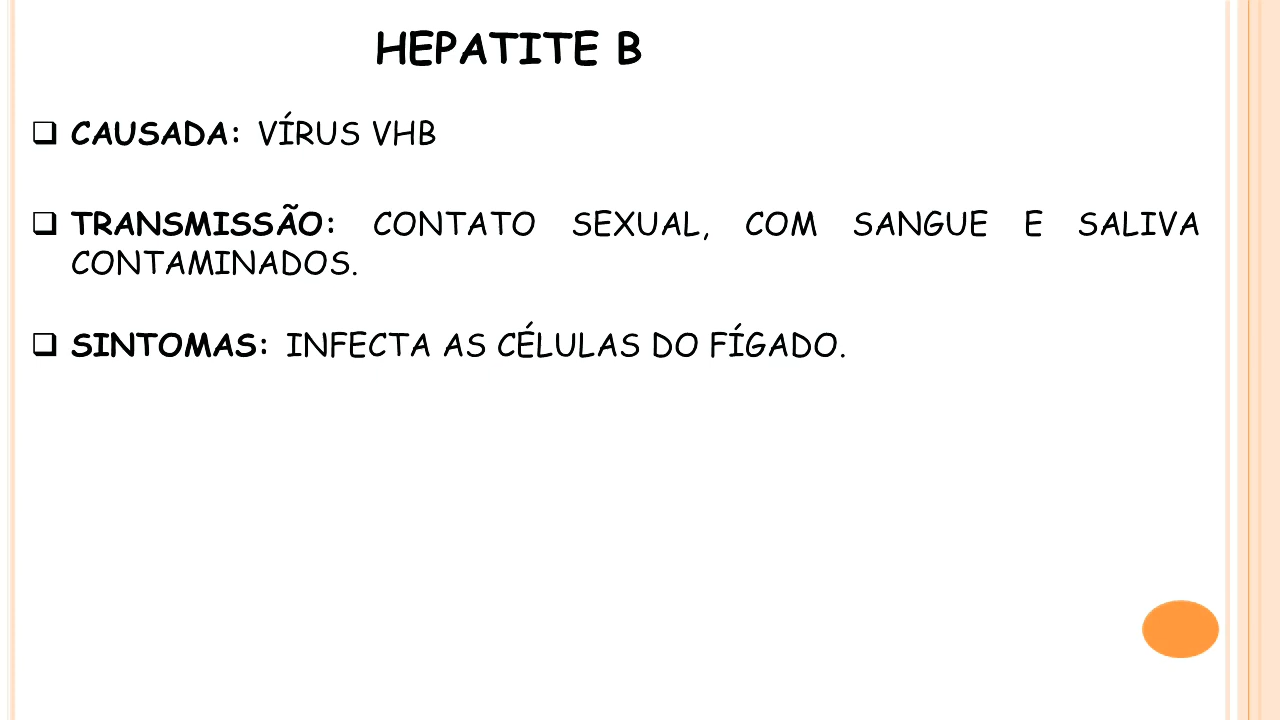 HEPATITE B
CAUSADA: VÍRUS VHB
TRANSMISSÃO: CONTATO SEXUAL, COM SANGUE E SALIVA
CONTAMINADOS.
SINTOMAS: INFECTA AS CÉLULAS DO FÍGADO.